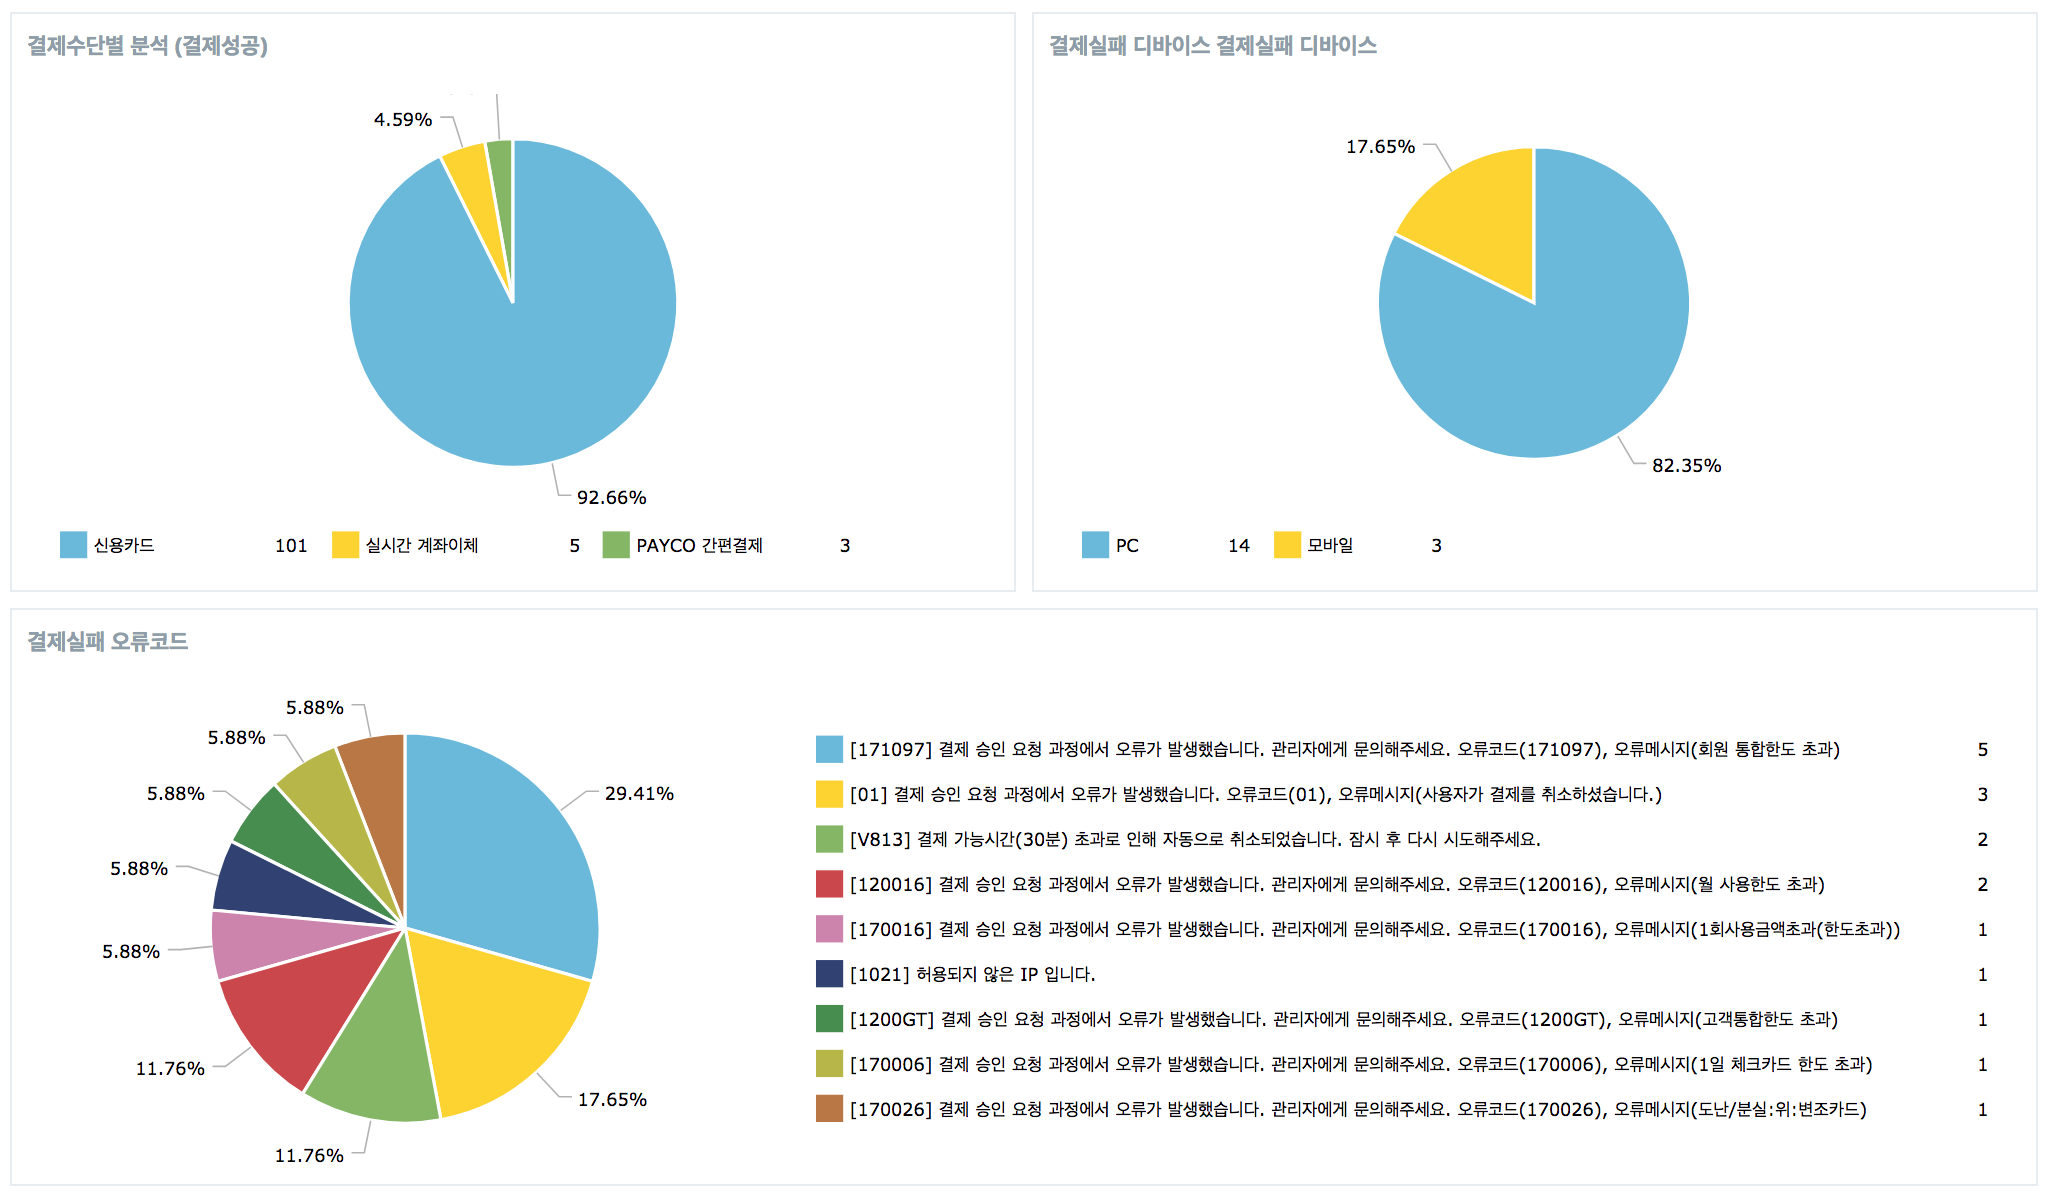 결제수단별 분석 (결제성공)
4.59%
92.66%
신용카드 101 실시간 계좌이체 5 PAYCO 간편결제 3
결제실패 디바이스 결제실패 디바이스
17.65%
82.35%
PC 14 모바일 3
결제실패 오류코드
5.88%
5.88%
5.88%
5.88%
5.88%
11.76%
11.76%
17.65%
29.41%
[171097] 결제 승인 요청 과정에서 오류가 발생했습니다. 관리자에게 문의해주세요. 오류코드(171097), 오류메시지(회원 통합한도 초과) 5
[01] 결제 승인 요청 과정에서 오류가 발생했습니다. 오류코드(01), 오류메시지(사용자가 결제를 취소하셨습니다.) 3
[V813] 결제 가능시간(30분) 초과로 인해 자동으로 취소되었습니다. 잠시 후 다시 시도해주세요. 2
[120016] 결제 승인 요청 과정에서 오류가 발생했습니다. 관리자에게 문의해주세요. 오류코드(120016), 오류메시지(월 사용한도 초과) 2
[170016] 결제 승인 요청 과정에서 오류가 발생했습니다. 관리자에게 문의해주세요. 오류코드(170016), 오류메시지(1회사용금액초과(한도초과)) 1
[1021] 허용되지 않은 IP 입니다. 1
[1200GT] 결제 승인 요청 과정에서 오류가 발생했습니다. 관리자에게 문의해주세요. 오류코드(1200GT), 오류메시지(고객통합한도 초과) 1
[170006] 결제 승인 요청 과정에서 오류가 발생했습니다. 관리자에게 문의해주세요. 오류코드(170006), 오류메시지(1일 체크카드 한도 초과) 1
[170026] 결제 승인 요청 과정에서 오류가 발생했습니다. 관리자에게 문의해주세요. 오류코드(170026), 오류메시지(도난/분실:위:변조카드) 1